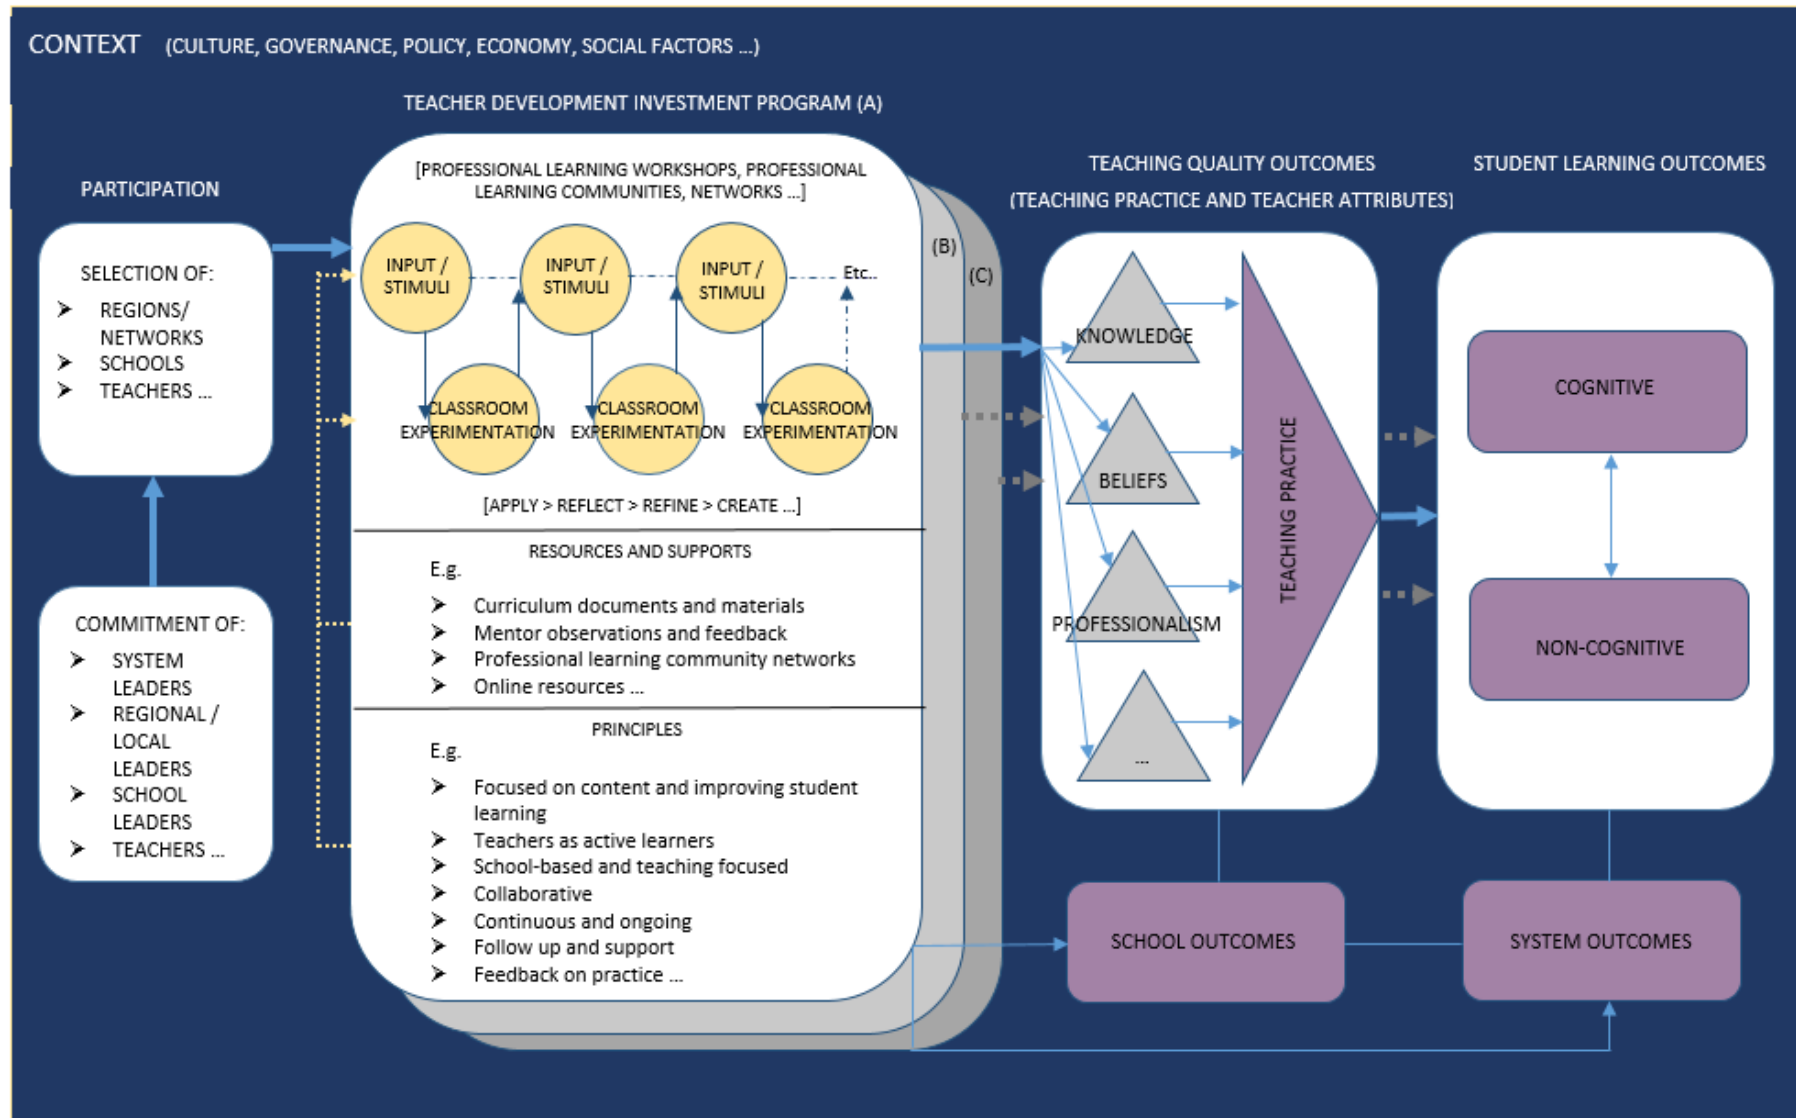 CONTEXT (CULTURE, GOVERNANCE, POLICY, ECONOMY, SOCIAL FACTORS ...)
TEACHER DEVELOPMENT INVESTMENT PROGRAM (A)
PARTICIPATION
SELECTION OF:
➢ REGIONS/
NETWORKS
➢ SCHOOLS
➢ TEACHERS ...
COMMITMENT OF:
➢ SYSTEM
LEADERS
➢ REGIONAL /
LOCAL
LEADERS
➢ SCHOOL
LEADERS
➢ TEACHERS ...
[PROFESSIONAL LEARNING WORKSHOPS, PROFESSIONAL
LEARNING COMMUNITIES, NETWORKS ...]
INPUT /
STIMULI
INPUT /
STIMULI
INPUT /
STIMULI
Etc..
CLASSROOM
EXPERIMENTATION
CLASSROOM
EXPERIMENTATION
CLASSROOM
EXPERIMENTATION
[APPLY > REFLECT > REFINE > CREATE ...]
RESOURCES AND SUPPORTS
E.g.
➢ Curriculum documents and materials
➢ Mentor observations and feedback
➢ Professional learning community networks
➢ Online resources ...
PRINCIPLES
E.g.
➢ Focused on content and improving student
learning
➢ Teachers as active learners
➢ School-based and teaching focused
➢ Collaborative
➢ Continuous and ongoing
➢ Follow up and support
➢ Feedback on practice ...
(B)
(C)
TEACHING QUALITY OUTCOMES
(TEACHING PRACTICE AND TEACHER ATTRIBUTES)
KNOWLEDGE
BELIEFS
PROFESSIONALISM
...
TEACHING PRACTICE
STUDENT LEARNING OUTCOMES
COGNITIVE
NON-COGNITIVE
SCHOOL OUTCOMES
SYSTEM OUTCOMES